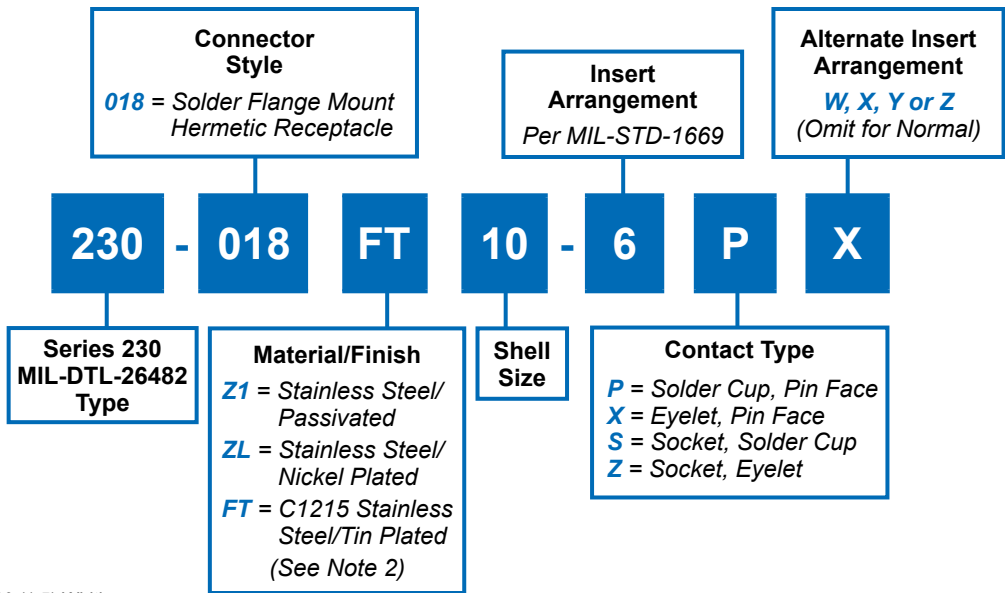 Connector
Style
018 = Solder Flange Mount
Hermetic Receptacle
Insert
Arrangement
Per MIL-STD-1669
Alternate Insert
Arrangement
W, X, Y or Z
(Omit for Normal)
230 - 018 FT 10 - 6 P X
Series 230
MIL-DTL-26482
Type
Material/Finish
Z1 = Stainless Steel/
Passivated
ZL = Stainless Steel/
Nickel Plated
FT = C1215 Stainless
Steel/Tin Plated
(See Note 2)
Shell
Size
Contact Type
P = Solder Cup, Pin Face
X = Eyelet, Pin Face
S = Socket, Solder Cup
Z = Socket, Eyelet